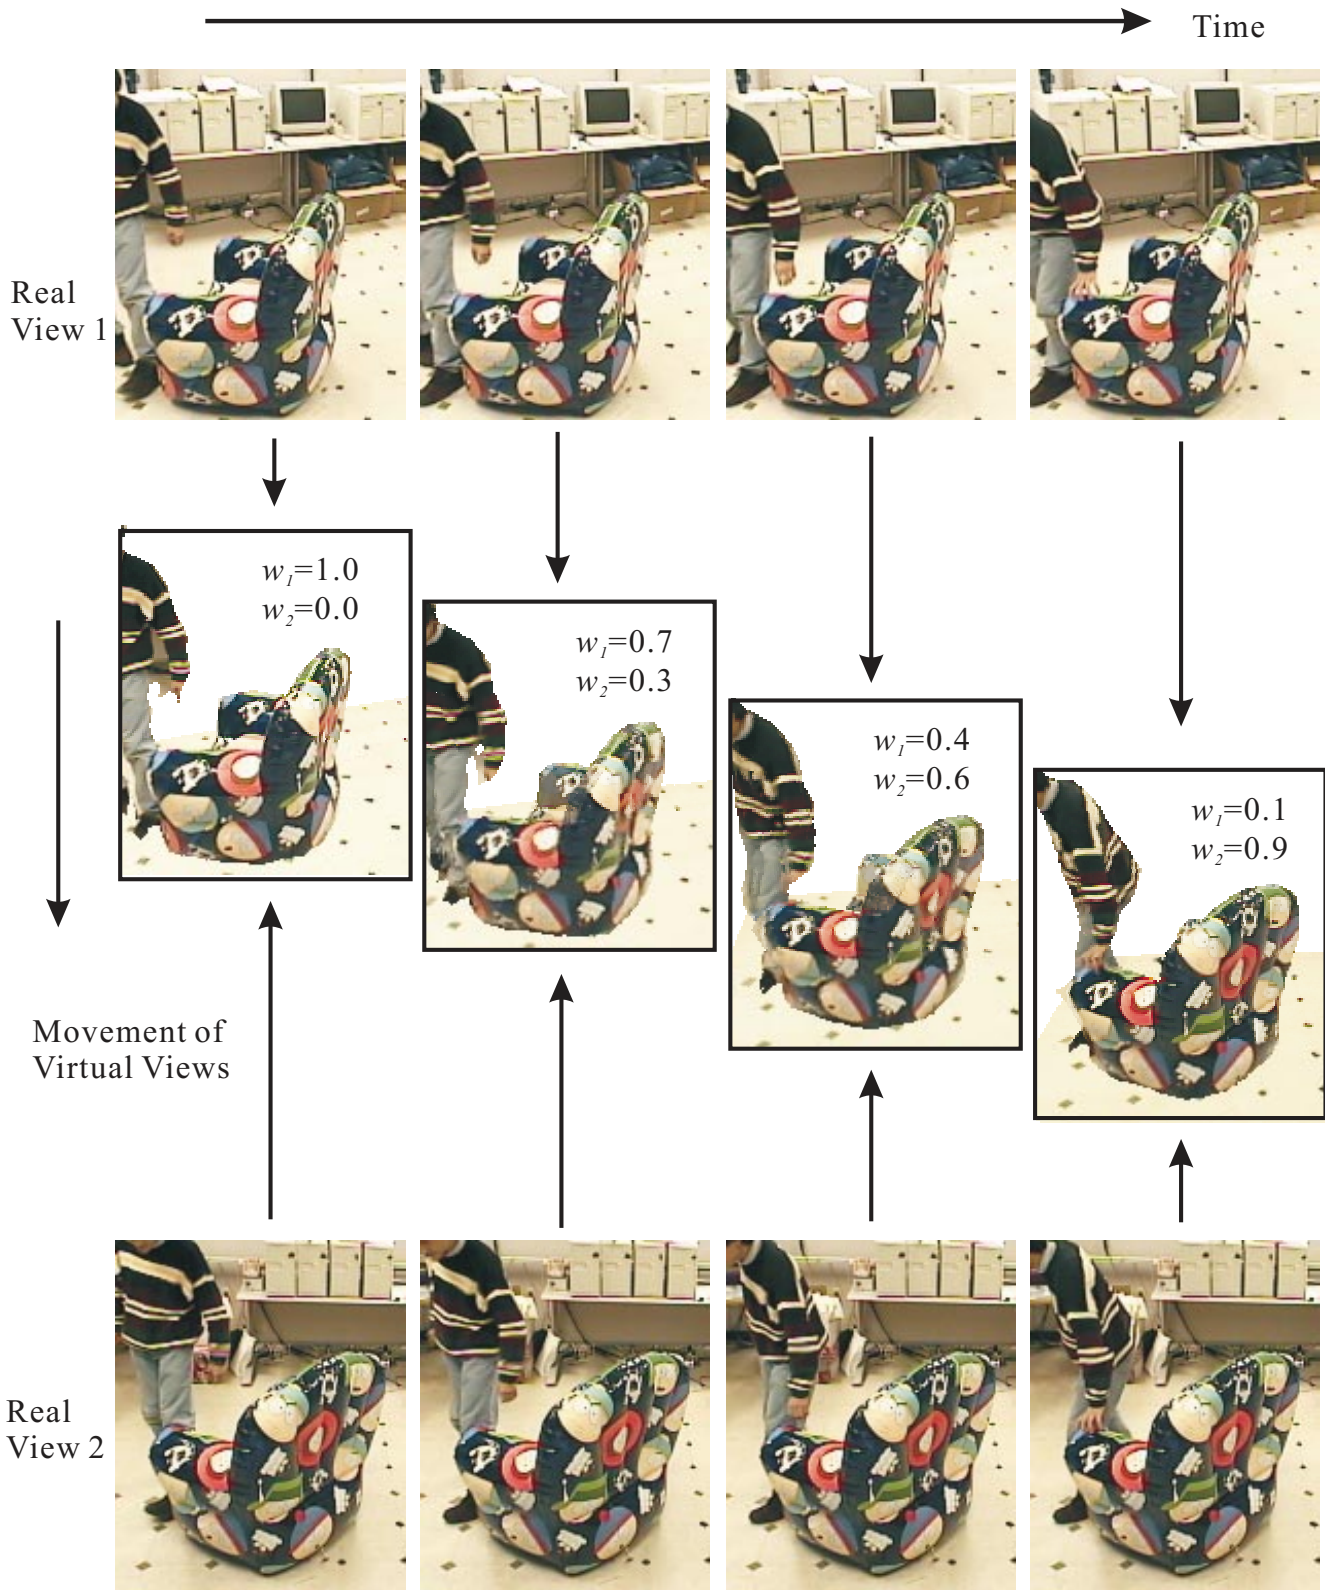 Time
Real
View 1
w1=1.0
w2=0.0
w1=0.7
w2=0.3
w1=0.4
w2=0.6
w1=0.1
w2=0.9
Movement of
Virtual Views
Real
View 2